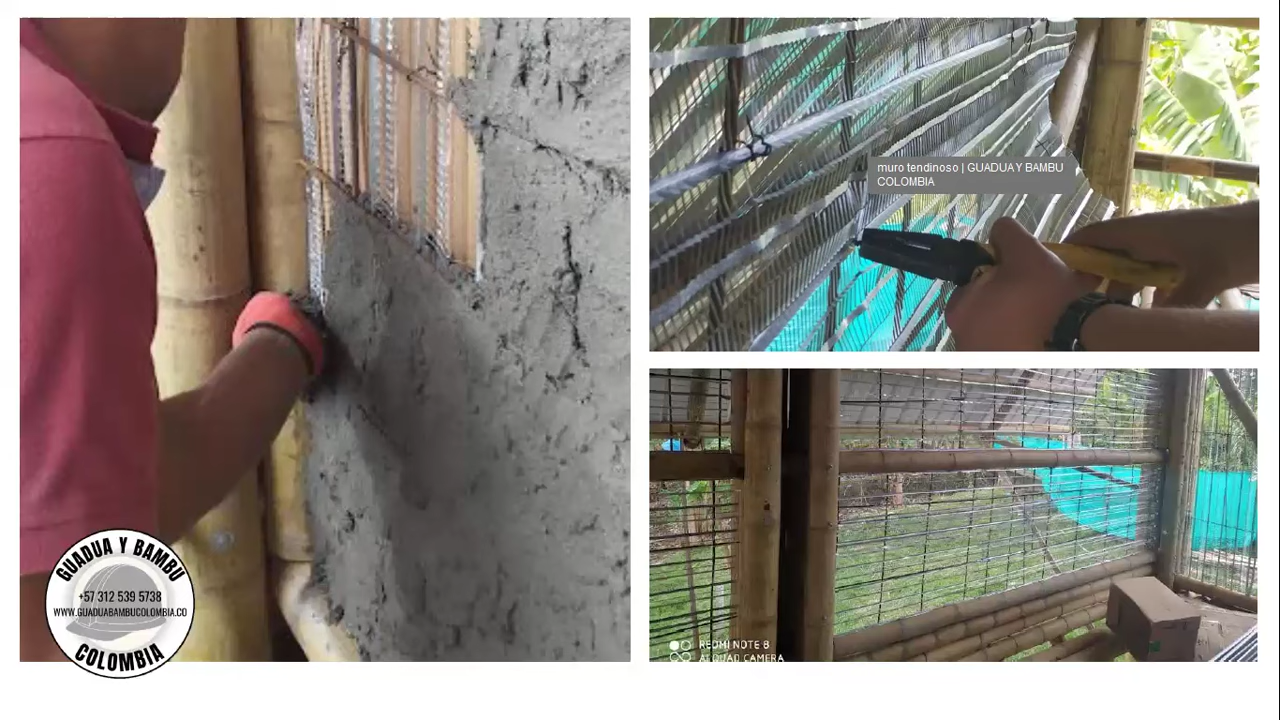 muro tendinoso | GUADUA Y BAMBU
COLOMBIA
GUADUA Y BAMBU
+57 312 539 5738
WWW.GUADUABAMBUCOLOMBIA.CO
COLOMBIA
REDMI NOTE 8
AI QUAD CAMERA